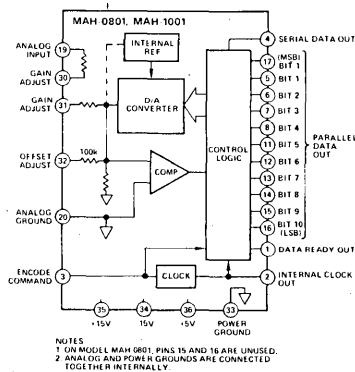 MAH-0801, MAH-1001
ANALOG INPUT 19
GAIN ADJUST 30
GAIN ADJUST 31
OFFSET ADJUST 32
100k
ANALOG GROUND 20
ENCODE COMMAND 3
INTERNAL REF
D/A CONVERTER
COMP
CONTROL LOGIC
CLOCK
4 SERIAL DATA OUT
17 (MSB) BIT 1
5 BIT 1
6 BIT 2
7 BIT 3
8 BIT 4
11 BIT 5
12 BIT 6
13 BIT 7
14 BIT 8
15 BIT 9
16 BIT 10 (LSB)
PARALLEL DATA OUT
1 DATA READY OUT
2 INTERNAL CLOCK OUT
35 +15V
34 15V
36 +5V
33 POWER GROUND
NOTES
1 ON MODEL MAH 0801, PINS 15 AND 16 ARE UNUSED.
2 ANALOG AND POWER GROUNDS ARE CONNECTED
TOGETHER INTERNALLY.